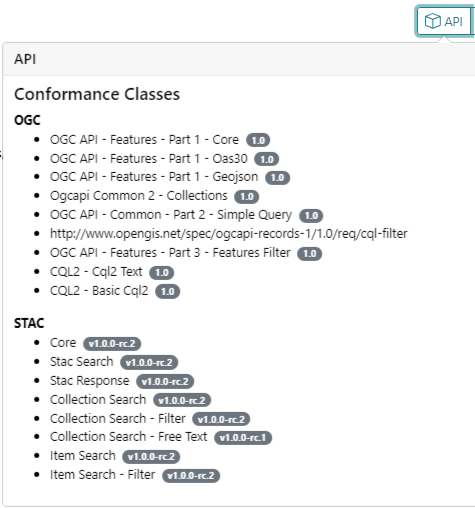 API
API
Conformance Classes
OGC
OGC API - Features - Part 1 - Core 1.0
OGC API - Features - Part 1 - Oas30 1.0
OGC API - Features - Part 1 - Geojson 1.0
Ogcapi Common 2 - Collections 1.0
OGC API - Common - Part 2 - Simple Query 1.0
http://www.opengis.net/spec/ogcapi-records-1/1.0/req/cql-filter
OGC API - Features - Part 3 - Features Filter 1.0
CQL2 - Cql2 Text 1.0
CQL2 - Basic Cql2 1.0
STAC
Core v1.0.0-rc.2
Stac Search v1.0.0-rc.2
Stac Response v1.0.0-rc.2
Collection Search v1.0.0-rc.2
Collection Search - Filter v1.0.0-rc.2
Collection Search - Free Text v1.0.0-rc.1
Item Search v1.0.0-rc.2
Item Search - Filter v1.0.0-rc.2